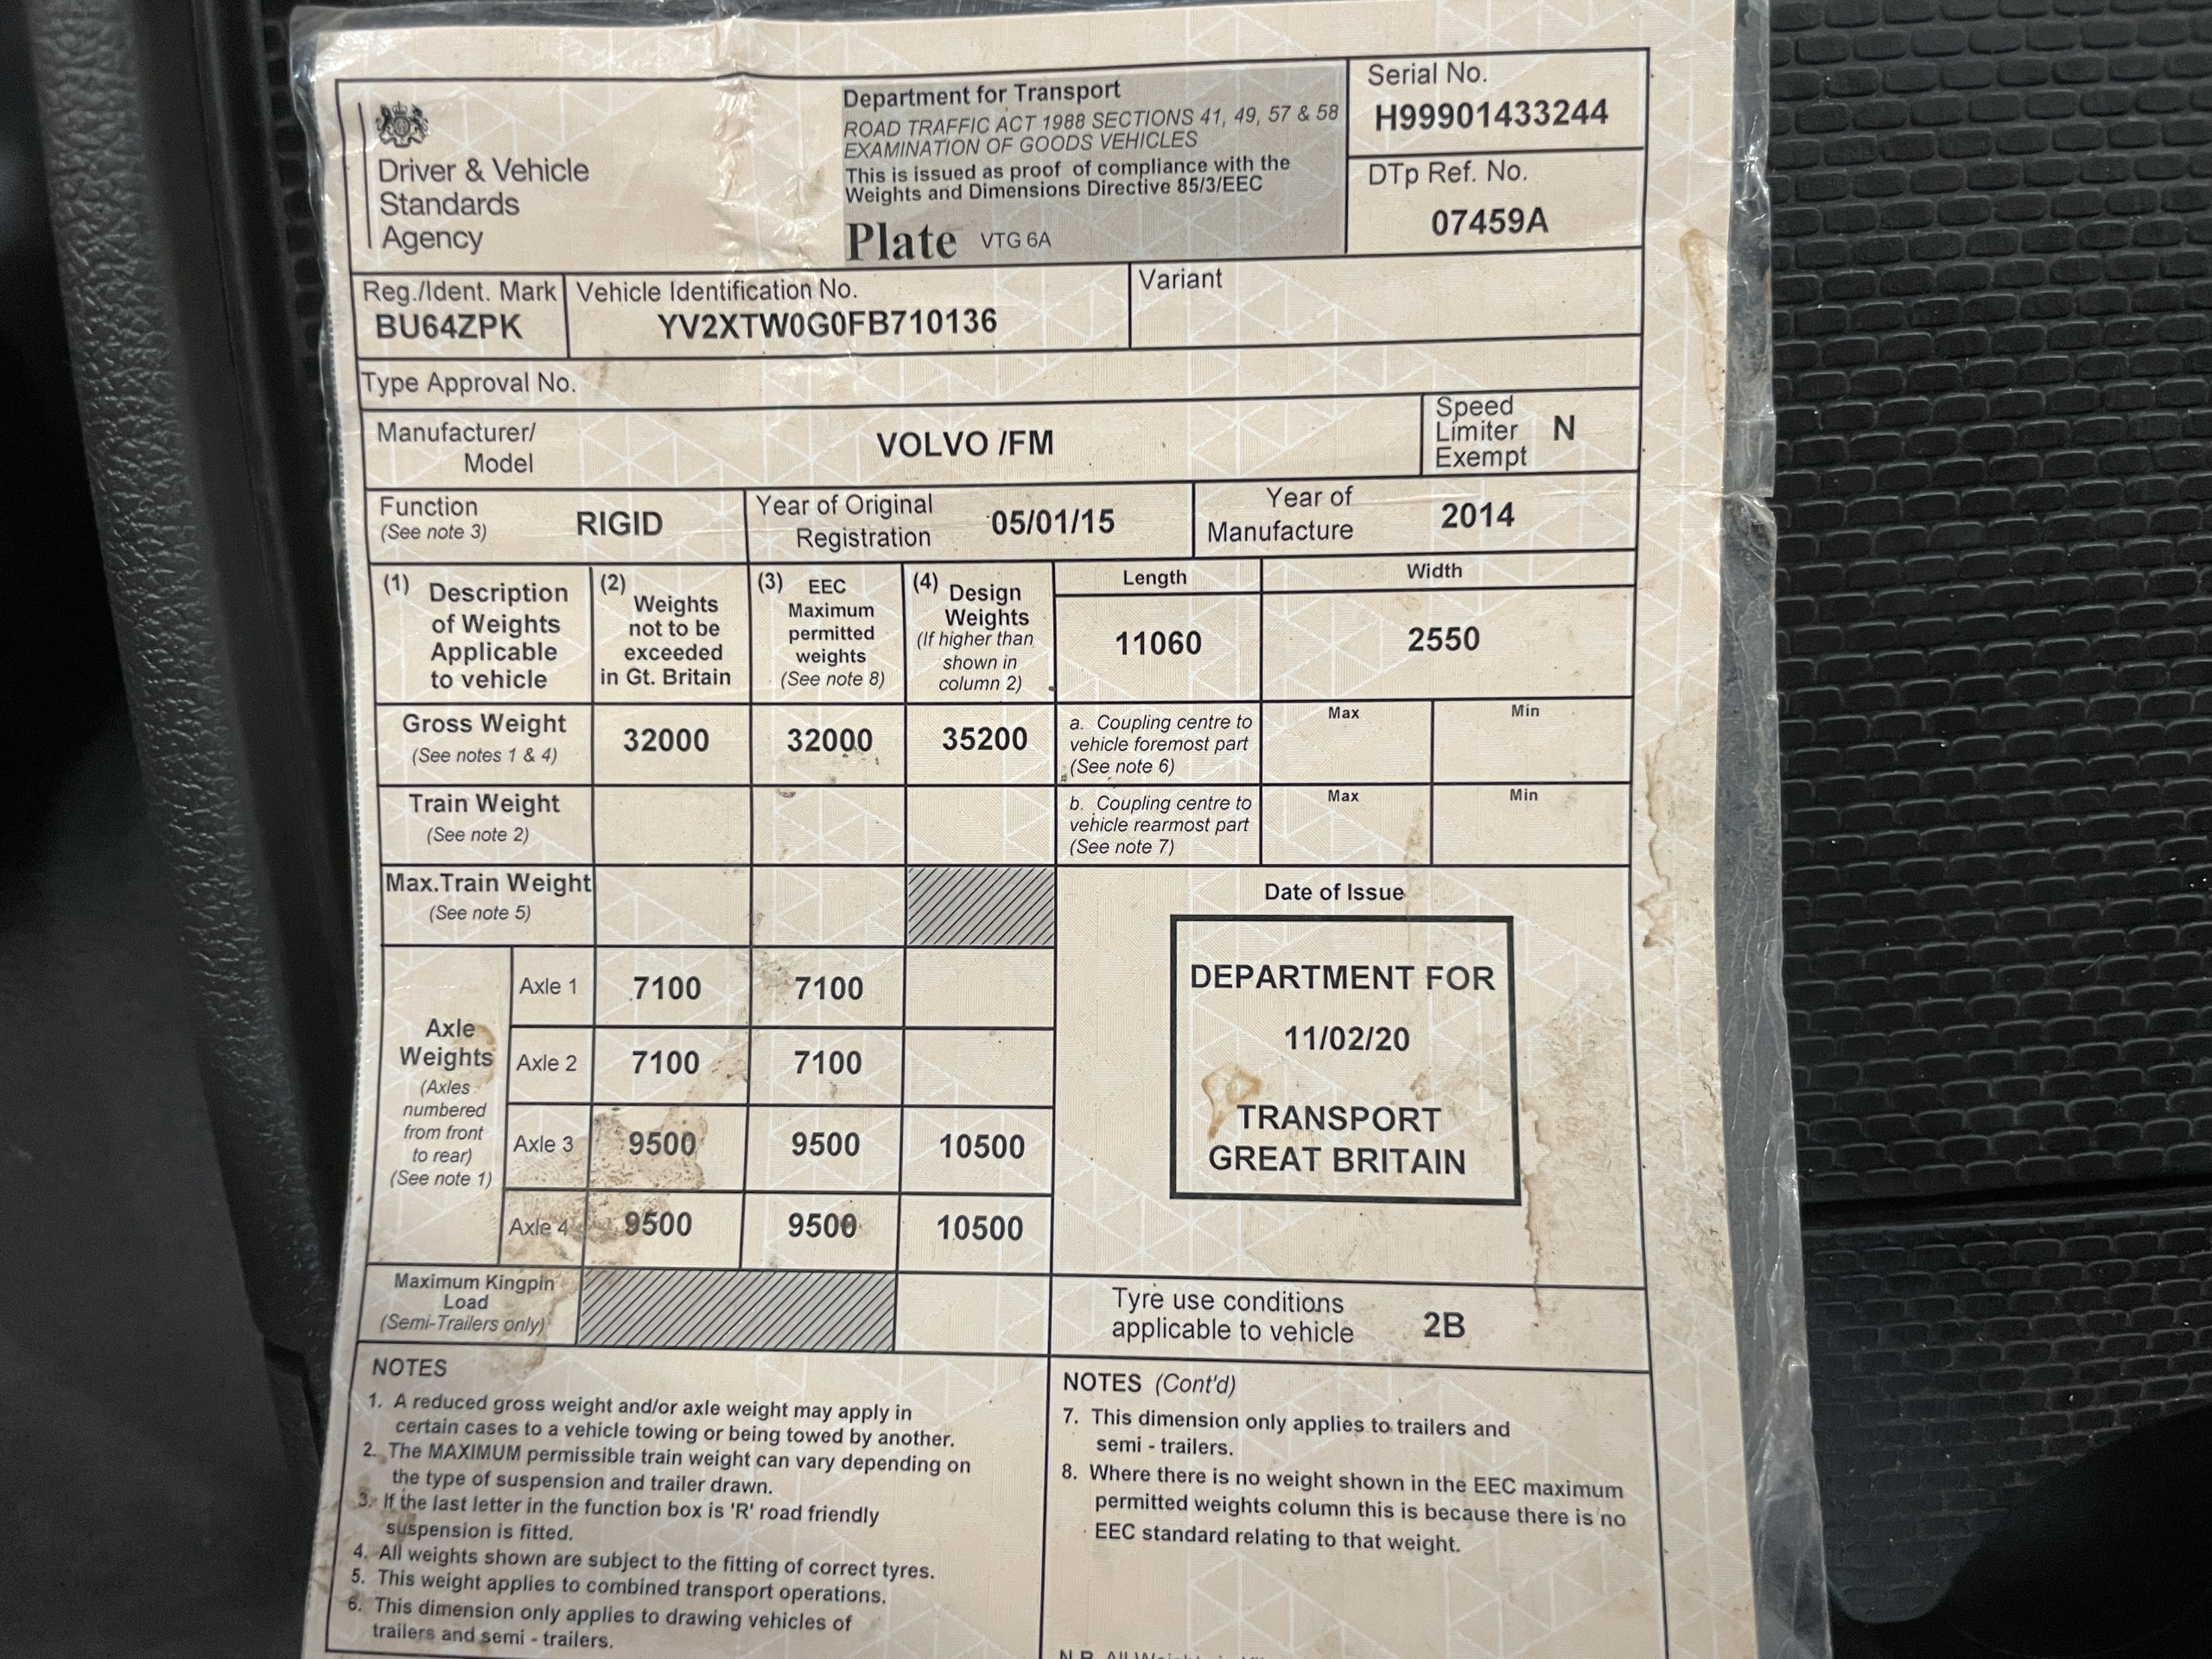 Driver & Vehicle
Standards
Agency
Department for Transport
ROAD TRAFFIC ACT 1988 SECTIONS 41, 49, 57 & 58
EXAMINATION OF GOODS VEHICLES
This is issued as proof of compliance with the
Weights and Dimensions Directive 85/3/EEC
Plate VTG 6A
Serial No.
H99901433244
DTp Ref. No.
07459A
Reg./Ident. Mark
BU64ZPK
Vehicle Identification No.
YV2XTW0G0FB710136
Variant
Type Approval No.
Manufacturer/
Model
VOLVO /FM
Speed
Limiter
Exempt
N
Function
(See note 3)
RIGID
Year of Original
Registration
05/01/15
Year of
Manufacture
2014
(1) Description
of Weights
Applicable
to vehicle
(2) Weights
not to be
exceeded
in Gt. Britain
(3) EEC
Maximum
permitted
weights
(See note 8)
(4) Design
Weights
(If higher than
shown in
column 2)
Length
11060
Width
2550
Gross Weight
(See notes 1 & 4)
32000
32000
35200
a. Coupling centre to
vehicle foremost part
(See note 6)
Max
Min
Train Weight
(See note 2)
b. Coupling centre to
vehicle rearmost part
(See note 7)
Max
Min
Max.Train Weight
(See note 5)
Axle
Weights
(Axles
numbered
from front
to rear)
(See note 1)
Axle 1
7100
7100
Axle 2
7100
7100
Axle 3
9500
9500
10500
Axle 4
9500
9500
10500
Date of Issue
DEPARTMENT FOR
11/02/20
TRANSPORT
GREAT BRITAIN
Maximum Kingpin
Load
(Semi-Trailers only)
Tyre use conditions
applicable to vehicle
2B
NOTES
1. A reduced gross weight and/or axle weight may apply in
certain cases to a vehicle towing or being towed by another.
2. The MAXIMUM permissible train weight can vary depending on
the type of suspension and trailer drawn.
3. If the last letter in the function box is 'R' road friendly
suspension is fitted.
4. All weights shown are subject to the fitting of correct tyres.
5. This weight applies to combined transport operations.
6. This dimension only applies to drawing vehicles of
trailers and semi - trailers.
NOTES (Cont'd)
7. This dimension only applies to trailers and
semi - trailers.
8. Where there is no weight shown in the EEC maximum
permitted weights column this is because there is no
EEC standard relating to that weight.
N.B. All Weights in